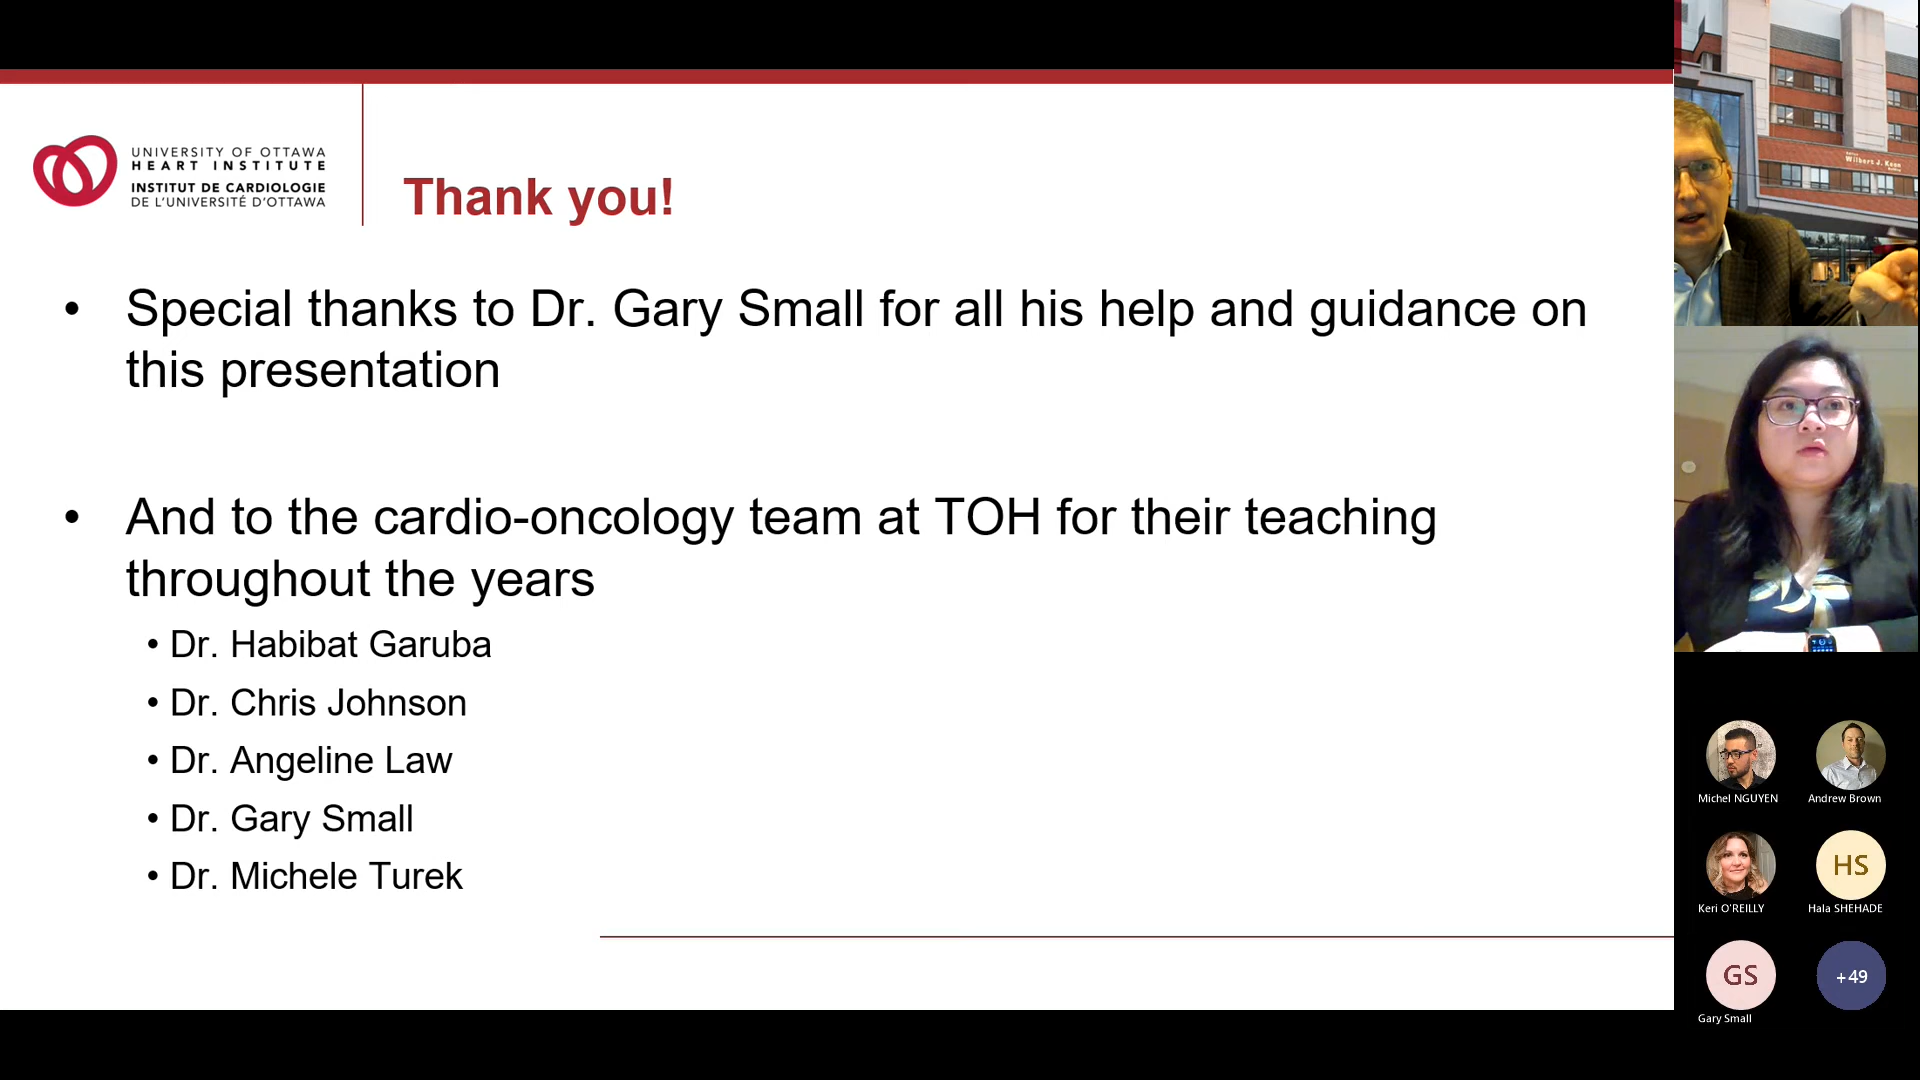 UNIVERSITY OF OTTAWA
HEART INSTITUTE
INSTITUT DE CARDIOLOGIE
DE L'UNIVERSITÉ D'OTTAWA
Thank you!
• Special thanks to Dr. Gary Small for all his help and guidance on
this presentation
• And to the cardio-oncology team at TOH for their teaching
throughout the years
• Dr. Habibat Garuba
• Dr. Chris Johnson
• Dr. Angeline Law
• Dr. Gary Small
• Dr. Michele Turek
Wilbert J. Keon
Michel NGUYEN
Andrew Brown
Keri O'REILLY
HS
Hala SHEHADE
GS
Gary Small
+49